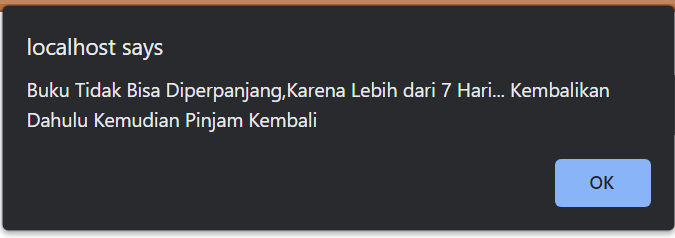 localhost says
Buku Tidak Bisa Diperpanjang,Karena Lebih dari 7 Hari... Kembalikan
Dahulu Kemudian Pinjam Kembali
OK